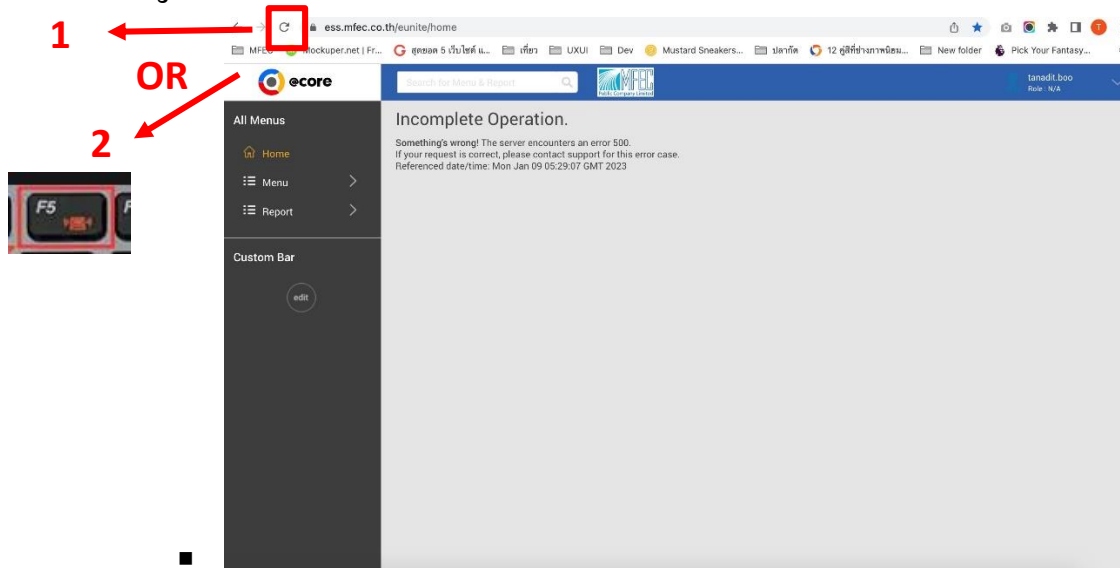 1
OR
2
F5
ess.mfec.co.th/eunite/home
MFEC
Mockuper.net | Fr...
สุดยอด 5 เว็บไซต์ แ...
เที่ยว
UXUI
Dev
Mustard Sneakers...
ปลากัด
12 คู่สีที่ช่างภาพนิยม...
New folder
Pick Your Fantasy...
ecore
Search for Menu & Report
MFEC
Public Company Limited
tanadit.boo
Role : N/A
All Menus
Home
Menu
Report
Custom Bar
edit
Incomplete Operation.
Something's wrong! The server encounters an error 500.
If your request is correct, please contact support for this error case.
Referenced date/time: Mon Jan 09 05:29:07 GMT 2023
T